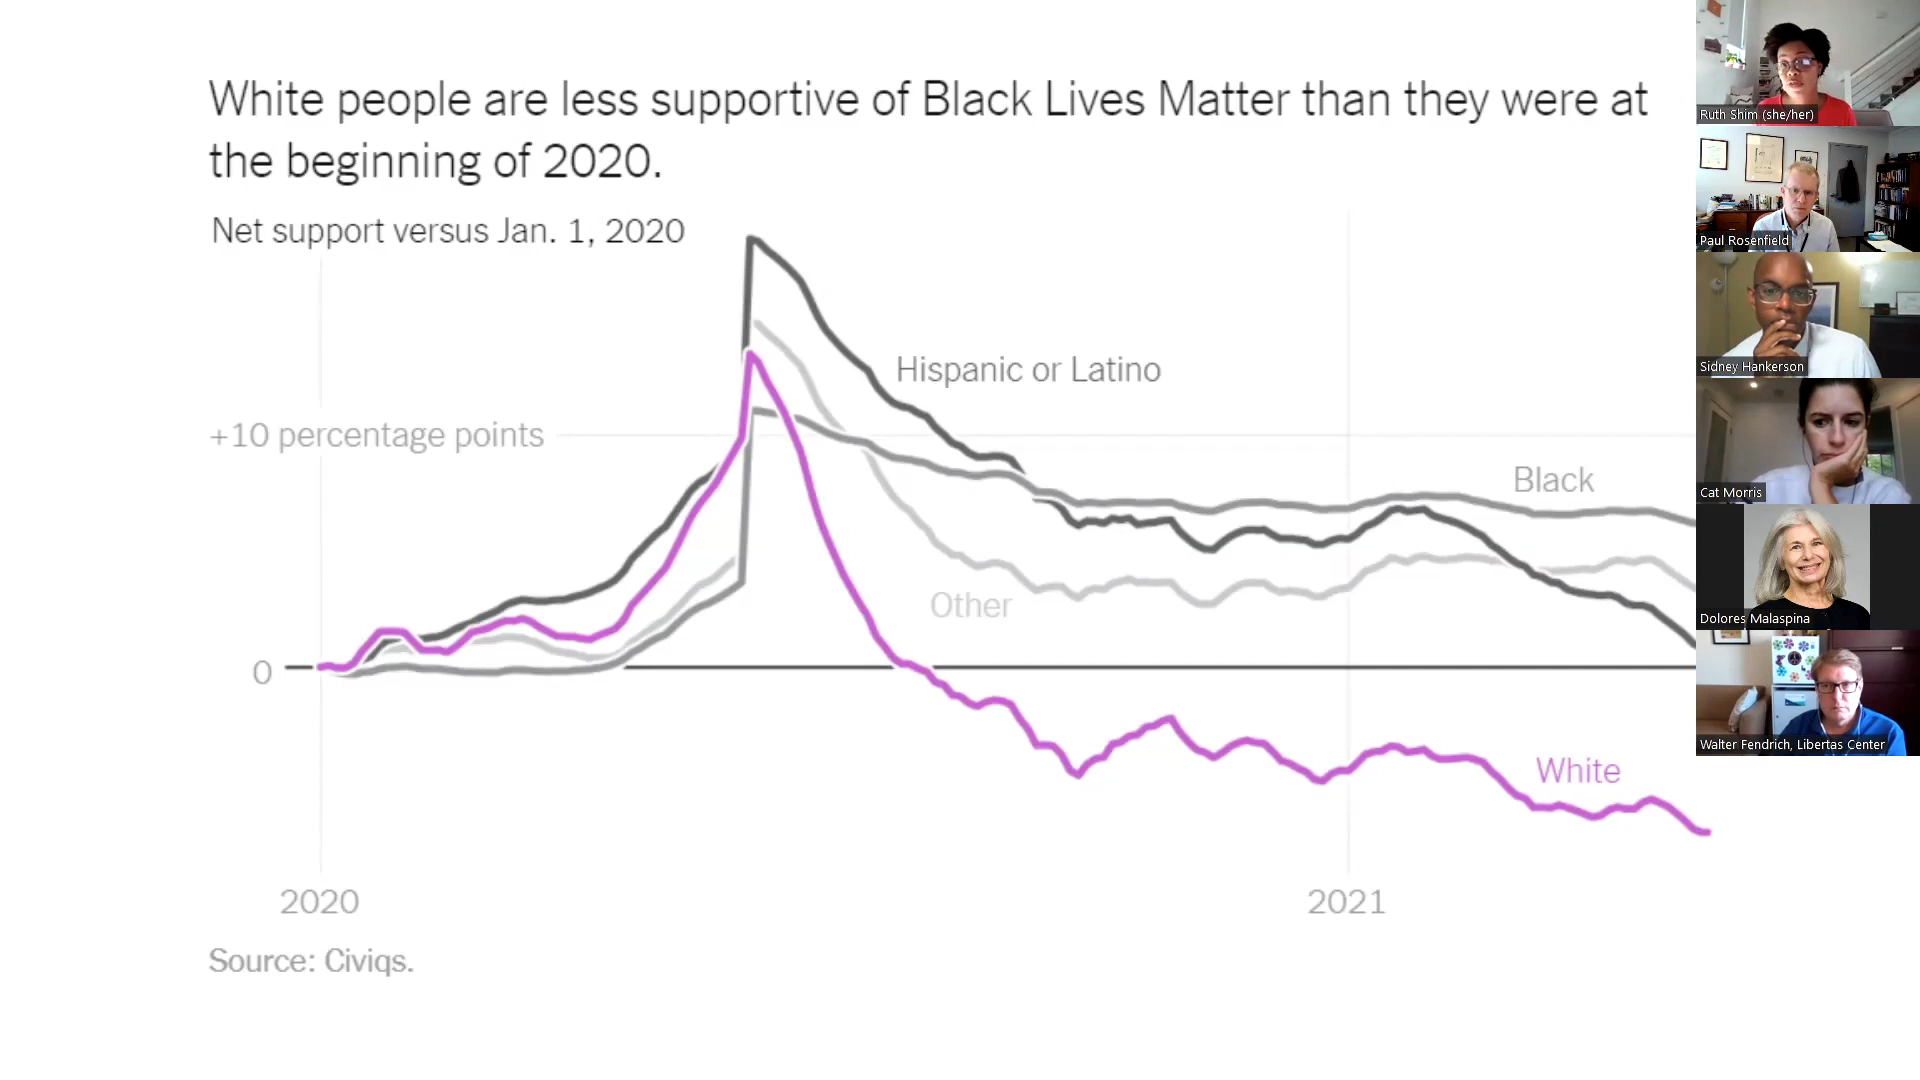 White people are less supportive of Black Lives Matter than they were at
the beginning of 2020.
Net support versus Jan. 1, 2020
Hispanic or Latino
+10 percentage points
Black
Other
0
White
2020
2021
Source: Civiqs.
Ruth Shim (she/her)
Paul Rosenfield
Sidney Hankerson
Cat Morris
Dolores Malaspina
Walter Fendrich, Libertas Center